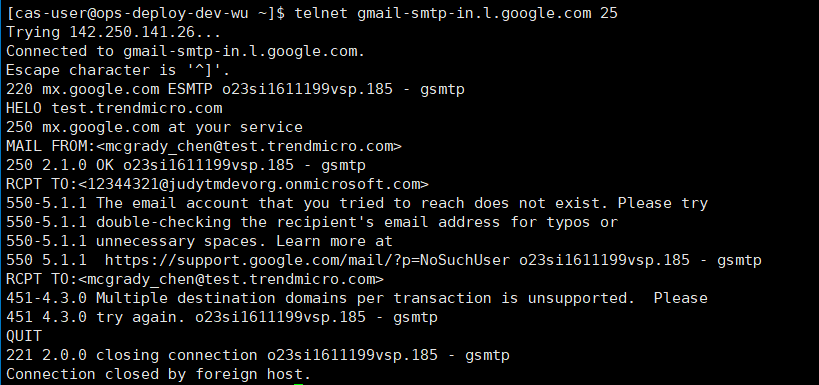 [cas-user@ops-deploy-dev-wu ~]$ telnet gmail-smtp-in.l.google.com 25
Trying 142.250.141.26...
Connected to gmail-smtp-in.l.google.com.
Escape character is '^]'.
220 mx.google.com ESMTP o23si1611199vsp.185 - gsmtp
HELO test.trendmicro.com
250 mx.google.com at your service
MAIL FROM:<mcgrady_chen@test.trendmicro.com>
250 2.1.0 OK o23si1611199vsp.185 - gsmtp
RCPT TO:<12344321@judytmdevorg.onmicrosoft.com>
550-5.1.1 The email account that you tried to reach does not exist. Please try
550-5.1.1 double-checking the recipient's email address for typos or
550-5.1.1 unnecessary spaces. Learn more at
550 5.1.1  https://support.google.com/mail/?p=NoSuchUser o23si1611199vsp.185 - gsmtp
RCPT TO:<mcgrady_chen@test.trendmicro.com>
451-4.3.0 Multiple destination domains per transaction is unsupported.  Please
451 4.3.0 try again. o23si1611199vsp.185 - gsmtp
QUIT
221 2.0.0 closing connection o23si1611199vsp.185 - gsmtp
Connection closed by foreign host.